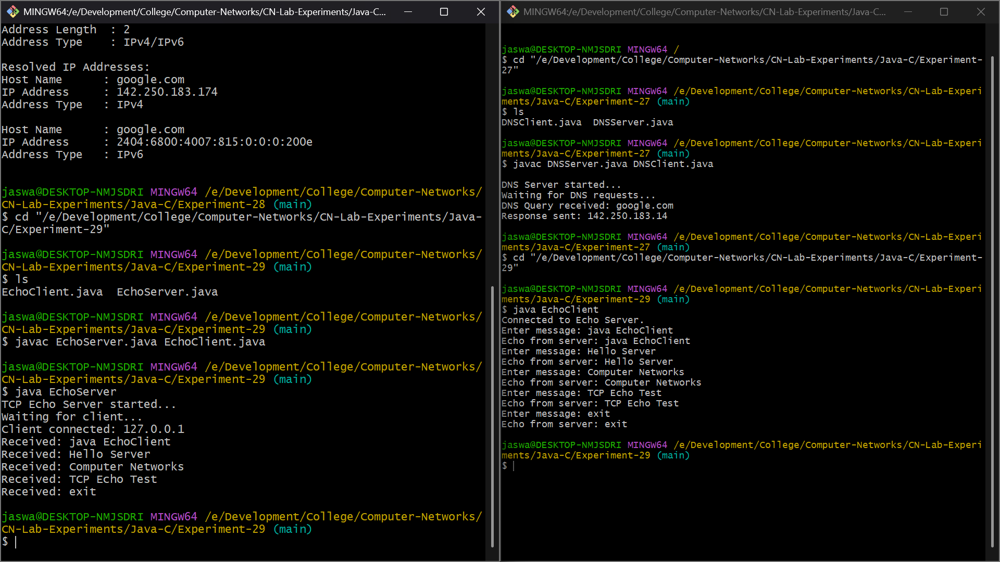 MINGW64:/e/Development/College/Computer-Networks/CN-Lab-Experiments/Java-C...
Address Length  : 2
Address Type    : IPv4/IPv6

Resolved IP Addresses:
Host Name      : google.com
IP Address     : 142.250.183.174
Address Type   : IPv4

Host Name      : google.com
IP Address     : 2404:6800:4007:815:0:0:0:200e
Address Type   : IPv6

jaswa@DESKTOP-NMJSDRI MINGW64 /e/Development/College/Computer-Networks/
CN-Lab-Experiments/Java-C/Experiment-28 (main)
$ cd "/e/Development/College/Computer-Networks/CN-Lab-Experiments/Java-
C/Experiment-29"

jaswa@DESKTOP-NMJSDRI MINGW64 /e/Development/College/Computer-Networks/
CN-Lab-Experiments/Java-C/Experiment-29 (main)
$ ls
EchoClient.java  EchoServer.java

jaswa@DESKTOP-NMJSDRI MINGW64 /e/Development/College/Computer-Networks/
CN-Lab-Experiments/Java-C/Experiment-29 (main)
$ javac EchoServer.java EchoClient.java

jaswa@DESKTOP-NMJSDRI MINGW64 /e/Development/College/Computer-Networks/
CN-Lab-Experiments/Java-C/Experiment-29 (main)
$ java EchoServer
TCP Echo Server started...
Waiting for client...
Client connected: 127.0.0.1
Received: java EchoClient
Received: Hello Server
Received: Computer Networks
Received: TCP Echo Test
Received: exit

jaswa@DESKTOP-NMJSDRI MINGW64 /e/Development/College/Computer-Networks/
CN-Lab-Experiments/Java-C/Experiment-29 (main)
$
MINGW64:/e/Development/College/Computer-Networks/CN-Lab-Experiments/Java-C...
jaswa@DESKTOP-NMJSDRI MINGW64 /
$ cd "/e/Development/College/Computer-Networks/CN-Lab-Experiments/Java-C/Experiment-
27"

jaswa@DESKTOP-NMJSDRI MINGW64 /e/Development/College/Computer-Networks/CN-Lab-Experi
ments/Java-C/Experiment-27 (main)
$ ls
DNSClient.java  DNSServer.java

jaswa@DESKTOP-NMJSDRI MINGW64 /e/Development/College/Computer-Networks/CN-Lab-Experi
ments/Java-C/Experiment-27 (main)
$ javac DNSServer.java DNSClient.java

DNS Server started...
Waiting for DNS requests...
DNS Query received: google.com
Response sent: 142.250.183.14

jaswa@DESKTOP-NMJSDRI MINGW64 /e/Development/College/Computer-Networks/CN-Lab-Experi
ments/Java-C/Experiment-27 (main)
$ cd "/e/Development/College/Computer-Networks/CN-Lab-Experiments/Java-C/Experiment-
29"

jaswa@DESKTOP-NMJSDRI MINGW64 /e/Development/College/Computer-Networks/CN-Lab-Experi
ments/Java-C/Experiment-29 (main)
$ java EchoClient
Connected to Echo Server.
Enter message: java EchoClient
Echo from server: java EchoClient
Enter message: Hello Server
Echo from server: Hello Server
Enter message: Computer Networks
Echo from server: Computer Networks
Enter message: TCP Echo Test
Echo from server: TCP Echo Test
Enter message: exit
Echo from server: exit

jaswa@DESKTOP-NMJSDRI MINGW64 /e/Development/College/Computer-Networks/CN-Lab-Experi
ments/Java-C/Experiment-29 (main)
$